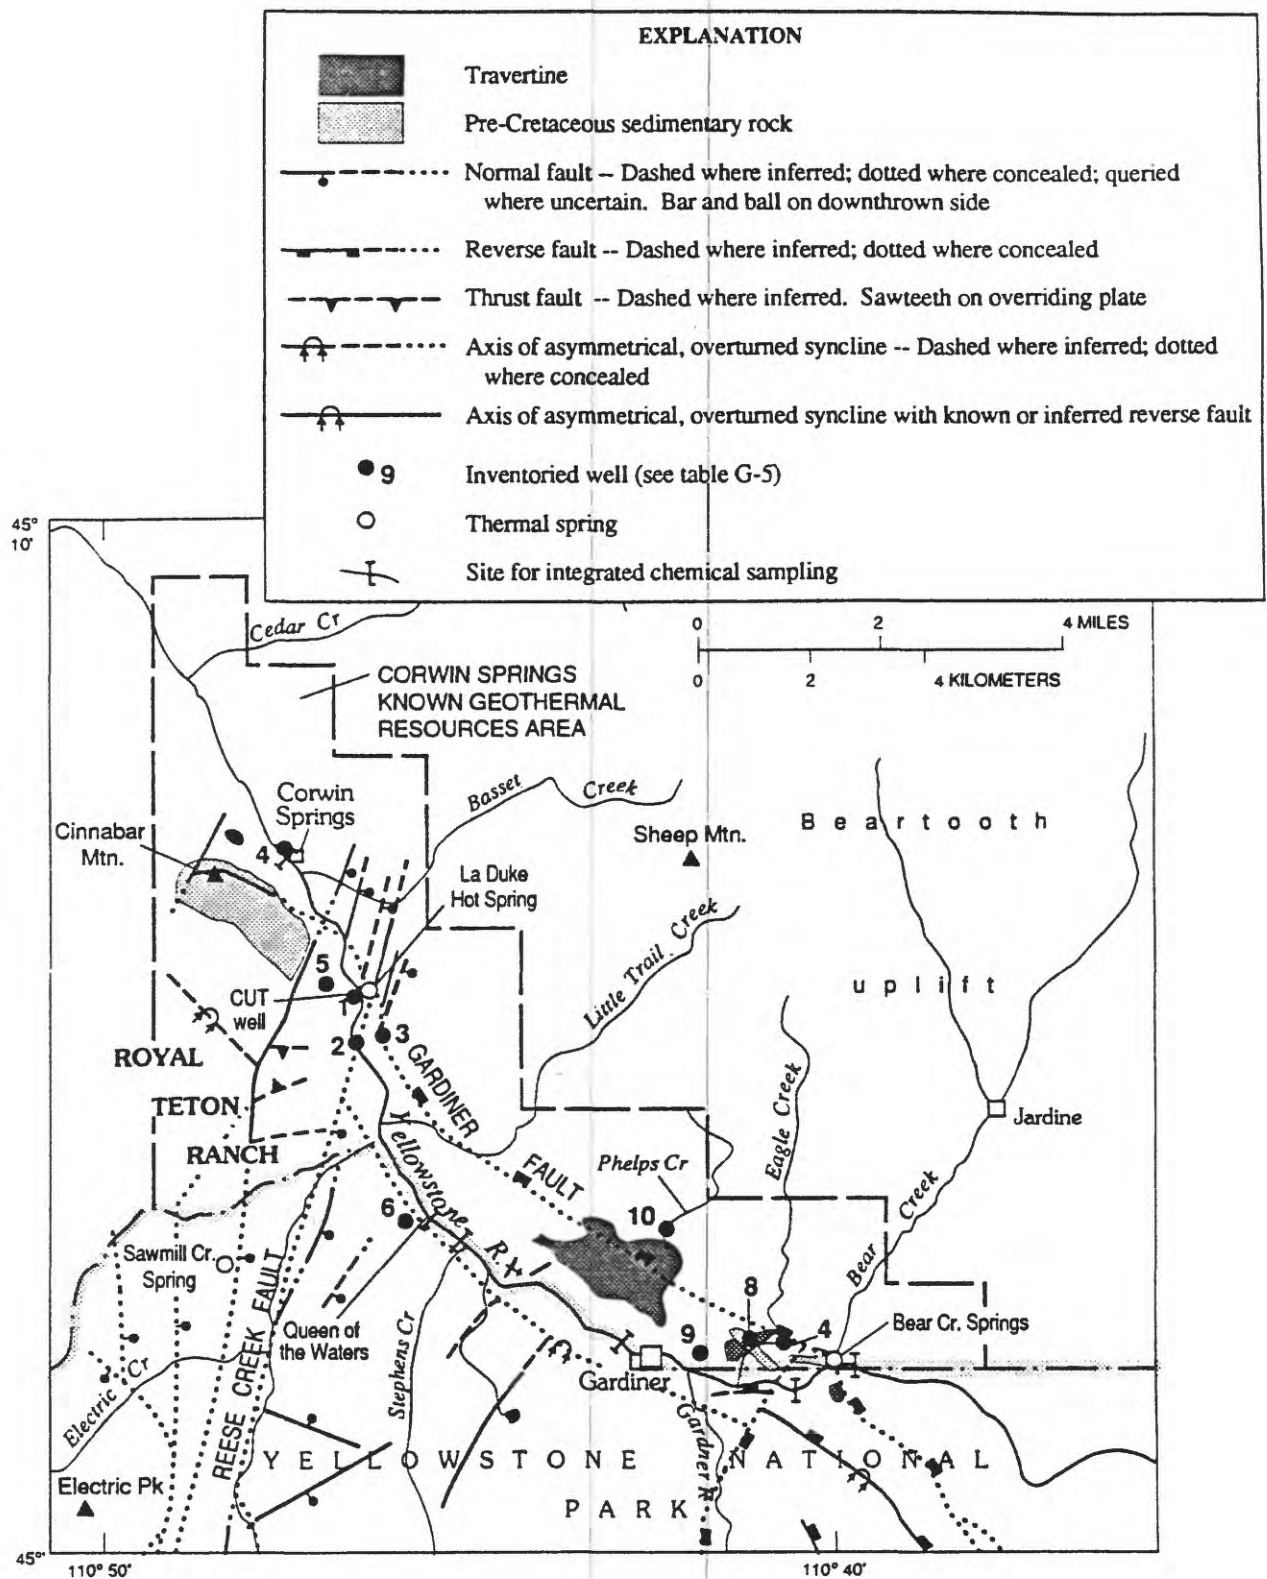 EXPLANATION
Travertine
Pre-Cretaceous sedimentary rock
Normal fault – Dashed where inferred; dotted where concealed; queried
where uncertain. Bar and ball on downthrown side
Reverse fault -- Dashed where inferred; dotted where concealed
Thrust fault -- Dashed where inferred. Sawteeth on overriding plate
Axis of asymmetrical, overturned syncline -- Dashed where inferred; dotted
where concealed
Axis of asymmetrical, overturned syncline with known or inferred reverse fault
9 Inventoried well (see table G-5)
Thermal spring
Site for integrated chemical sampling
45°
10'
0 2 4 MILES
0 2 4 KILOMETERS
Cedar Cr
CORWIN SPRINGS
KNOWN GEOTHERMAL
RESOURCES AREA
Basset Creek
Corwin
Springs
Cinnabar
Mtn.
4
Sheep Mtn.
Beartooth
La Duke
Hot Spring
Little Trail Creek
5
uplift
CUT
well
2
3
ROYAL
TETON
RANCH
GARDINER
FAULT
Yellowstone R.
Eagle Creek
Jardine
Phelps Cr
Bear Creek
6
10
Sawmill Cr.
Spring
REESE CREEK FAULT
Queen of
the Waters
Stephens Cr
8
9
4
Bear Cr. Springs
Gardiner
Electric Cr
Gardner R
YELLOWSTONE NATIONAL
PARK
Electric Pk
45°
110° 50'
110° 40'